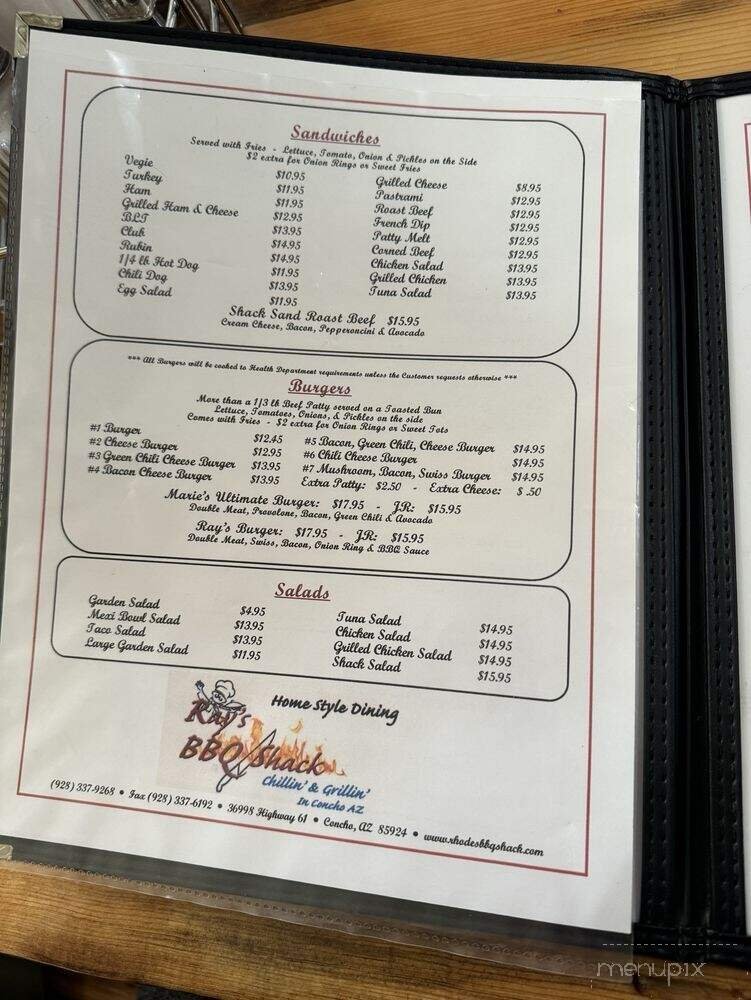 Sandwiches
Served with Fries - Lettuce, Tomato, Onion & Pickles on the Side
$2 extra for Onion Rings or Sweet Fries
Vegie $10.95
Turkey $11.95
Ham $11.95
Grilled Ham & Cheese $12.95
BLT $13.95
Club $14.95
Rubin $14.95
1/4 lb Hot Dog $11.95
Chili Dog $13.95
Egg Salad $11.95
Grilled Cheese $8.95
Pastrami $12.95
Roast Beef $12.95
French Dip $12.95
Patty Melt $12.95
Corned Beef $12.95
Chicken Salad $13.95
Grilled Chicken $13.95
Tuna Salad $13.95
Shack Sand Roast Beef $15.95
Cream Cheese, Bacon, Pepperoncini & Avocado
*** All Burgers will be cooked to Health Department requirements unless the Customer requests otherwise ***
Burgers
More than a 1/3 lb Beef Patty served on a Toasted Bun
Lettuce, Tomatoes, Onions, & Pickles on the side
Comes with Fries - $2 extra for Onion Rings or Sweet Tots
#1 Burger $12.45
#2 Cheese Burger $12.95
#3 Green Chili Cheese Burger $13.95
#4 Bacon Cheese Burger $13.95
#5 Bacon, Green Chili, Cheese Burger $14.95
#6 Chili Cheese Burger $14.95
#7 Mushroom, Bacon, Swiss Burger $14.95
Extra Patty: $2.50 - Extra Cheese: $ .50
Marie's Ultimate Burger: $17.95 - JR: $15.95
Double Meat, Provolone, Bacon, Green Chili & Avocado
Ray's Burger: $17.95 - JR: $15.95
Double Meat, Swiss, Bacon, Onion Ring & BBQ Sauce
Salads
Garden Salad $4.95
Mexi Bowl Salad $13.95
Taco Salad $13.95
Large Garden Salad $11.95
Tuna Salad $14.95
Chicken Salad $14.95
Grilled Chicken Salad $14.95
Shack Salad $15.95
Home Style Dining
Ray's
BBQ Shack
Chillin' & Grillin'
In Concho AZ
(928) 337-9268 • Fax (928) 337-6192 • 36998 Highway 61 • Concho, AZ 85924 • www.rhodesbbqshack.com
menupix